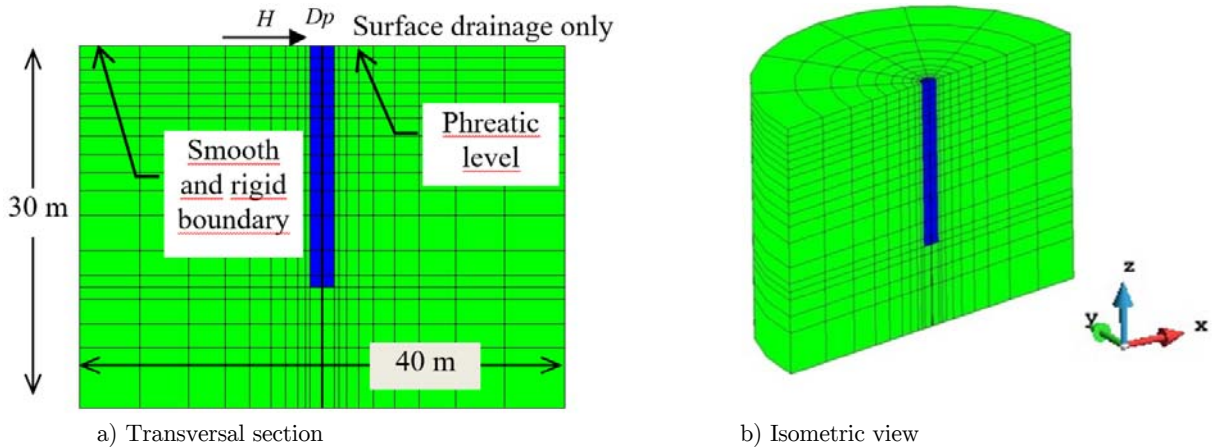 H Dp Surface drainage only
Smooth
and rigid
boundary
Phreatic
level
30 m
40 m
z
y
x
a) Transversal section
b) Isometric view